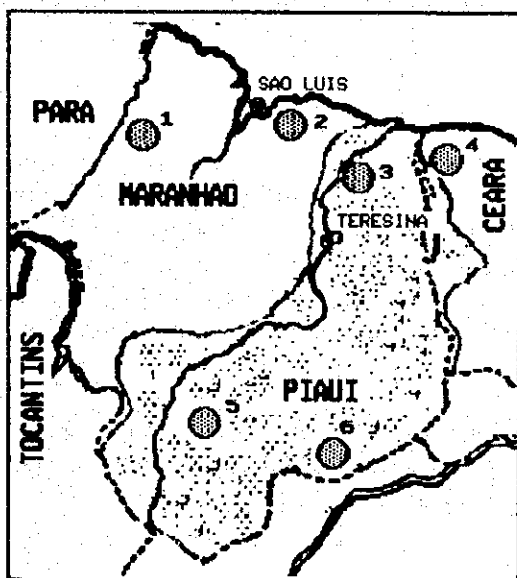 SAO LUIS
PARA
1
2
4
MARANHAO
3
CEARA
TERESINA
TOCANTINS
PIAUI
5
6